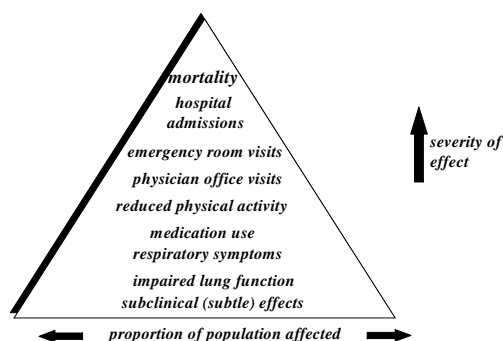 mortality
hospital
admissions
emergency room visits
physician office visits
reduced physical activity
medication use
respiratory symptoms
impaired lung function
subclinical (subtle) effects
severity of
effect
proportion of population affected